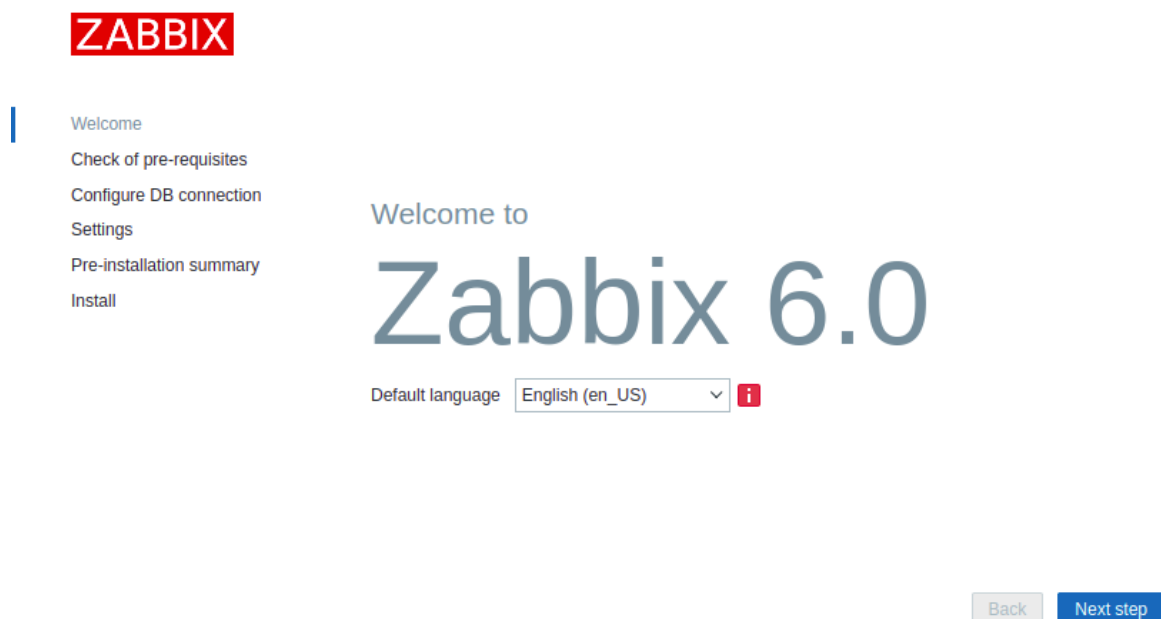 ZABBIX
Welcome
Check of pre-requisites
Configure DB connection
Settings
Pre-installation summary
Install
Welcome to
Zabbix 6.0
Default language English (en_US) i
Back Next step